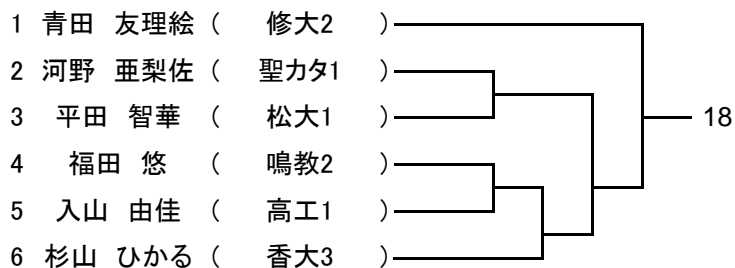 1 青田 友理絵 ( 修大2 )
2 河野 亜梨佐 ( 聖カタ1 )
3 平田 智華 ( 松大1 )
18
4 福田 悠 ( 鳴教2 )
5 入山 由佳 ( 高工1 )
6 杉山 ひかる ( 香大3 )